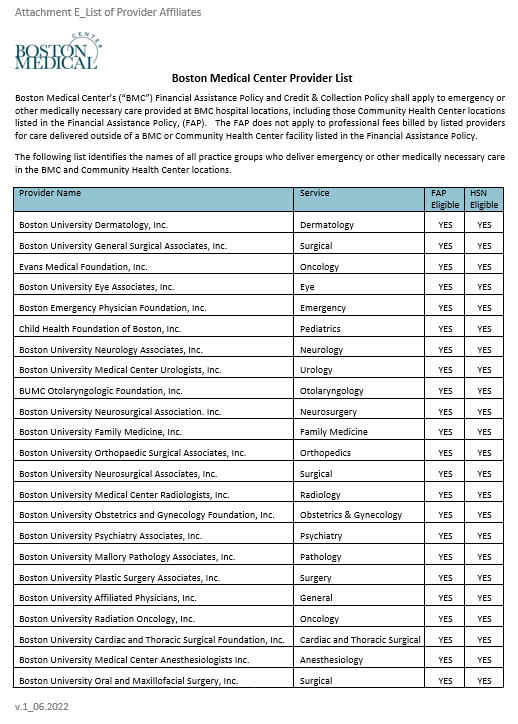 Attachment E_List of Provider Affiliates
BOSTON
MEDICAL
CENTER
Boston Medical Center Provider List
Boston Medical Center's ("BMC") Financial Assistance Policy and Credit & Collection Policy shall apply to emergency or
other medically necessary care provided at BMC hospital locations, including those Community Health Center locations
listed in the Financial Assistance Policy, (FAP). The FAP does not apply to professional fees billed by listed providers
for care delivered outside of a BMC or Community Health Center facility listed in the Financial Assistance Policy.
The following list identifies the names of all practice groups who deliver emergency or other medically necessary care
in the BMC and Community Health Center locations.
Provider Name Service FAP Eligible HSN Eligible
Boston University Dermatology, Inc. Dermatology YES YES
Boston University General Surgical Associates, Inc. Surgical YES YES
Evans Medical Foundation, Inc. Oncology YES YES
Boston University Eye Associates, Inc. Eye YES YES
Boston Emergency Physician Foundation, Inc. Emergency YES YES
Child Health Foundation of Boston, Inc. Pediatrics YES YES
Boston University Neurology Associates, Inc. Neurology YES YES
Boston University Medical Center Urologists, Inc. Urology YES YES
BUMC Otolaryngologic Foundation, Inc. Otolaryngology YES YES
Boston University Neurosurgical Association. Inc. Neurosurgery YES YES
Boston University Family Medicine, Inc. Family Medicine YES YES
Boston University Orthopaedic Surgical Associates, Inc. Orthopedics YES YES
Boston University Neurosurgical Associates, Inc. Surgical YES YES
Boston University Medical Center Radiologists, Inc. Radiology YES YES
Boston University Obstetrics and Gynecology Foundation, Inc. Obstetrics & Gynecology YES YES
Boston University Psychiatry Associates, Inc. Psychiatry YES YES
Boston University Mallory Pathology Associates, Inc. Pathology YES YES
Boston University Plastic Surgery Associates, Inc. Surgery YES YES
Boston University Affiliated Physicians, Inc. General YES YES
Boston University Radiation Oncology, Inc. Oncology YES YES
Boston University Cardiac and Thoracic Surgical Foundation, Inc. Cardiac and Thoracic Surgical YES YES
Boston University Medical Center Anesthesiologists Inc. Anesthesiology YES YES
Boston University Oral and Maxillofacial Surgery, Inc. Surgical YES YES
v.1_06.2022